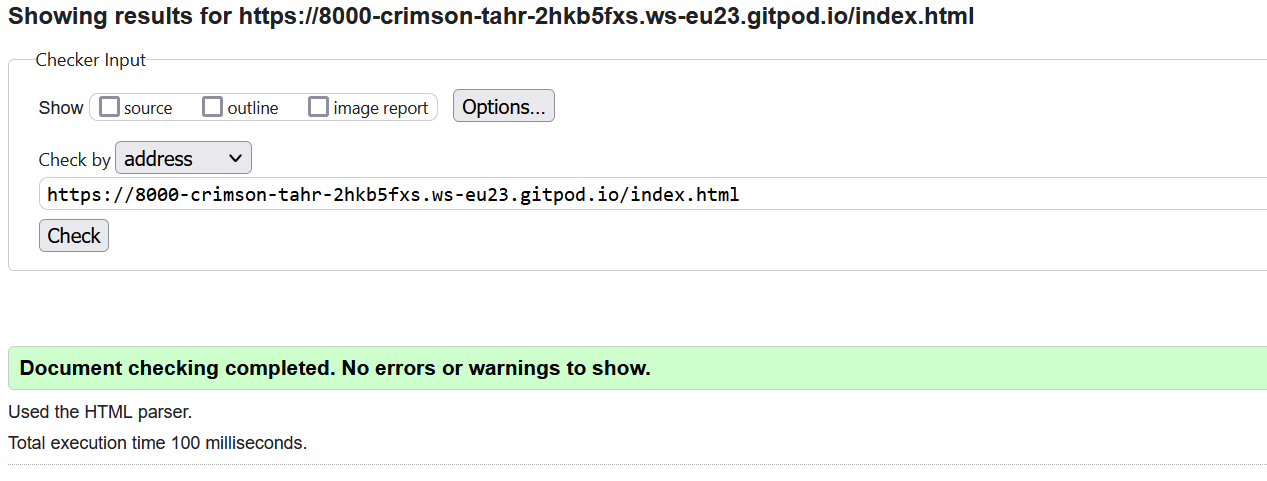 Showing results for https://8000-crimson-tahr-2hkb5fxs.ws-eu23.gitpod.io/index.html
Checker Input
Show source outline image report Options...
Check by address
https://8000-crimson-tahr-2hkb5fxs.ws-eu23.gitpod.io/index.html
Check
Document checking completed. No errors or warnings to show.
Used the HTML parser.
Total execution time 100 milliseconds.